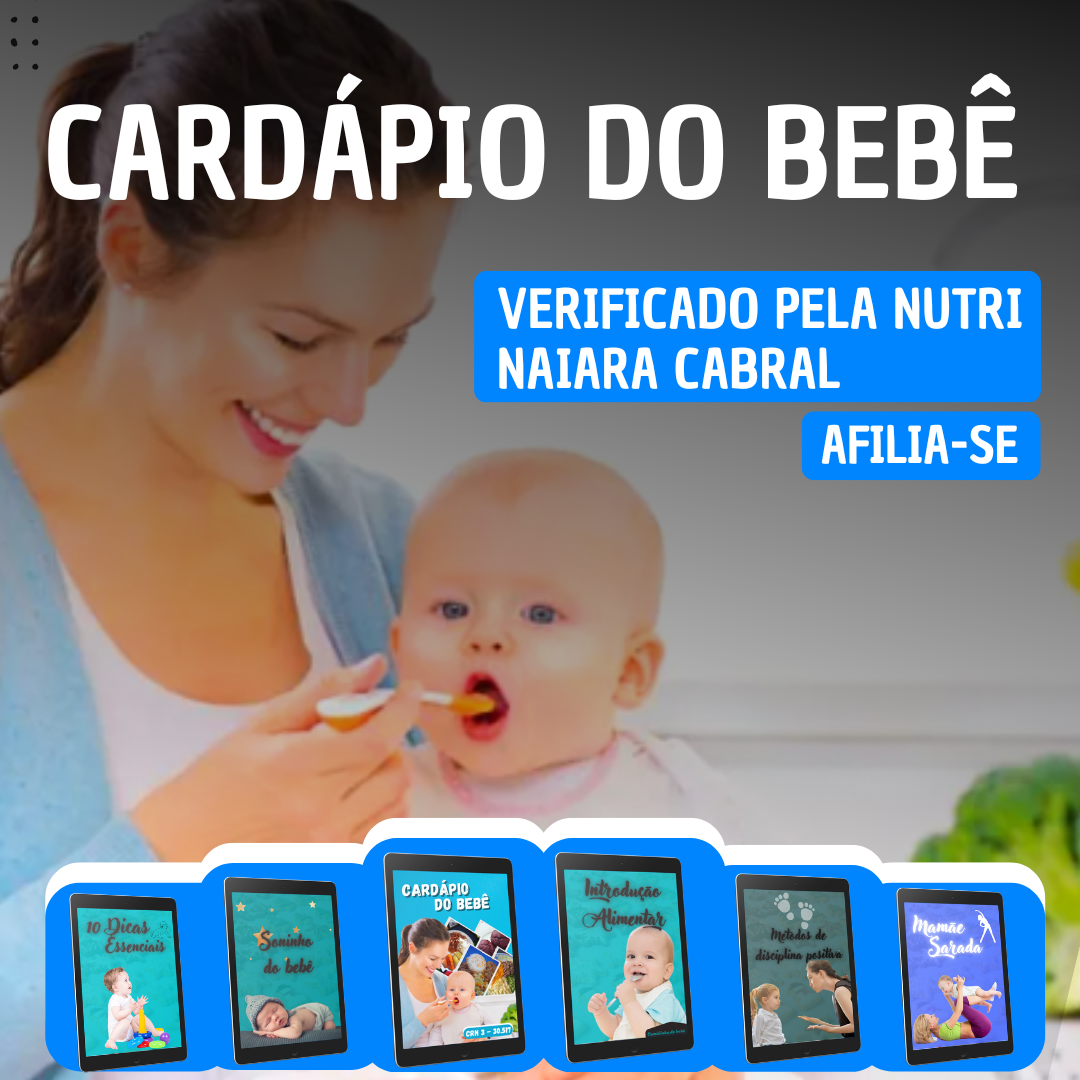 CARDÁPIO DO BEBÊ
VERIFICADO PELA NUTRI
NAIARA CABRAL
AFILIA-SE
10 Dicas
Essenciais
Soninho
do bebê
CARDÁPIO
DO BEBÊ
CRN 3 - 30.517
Introdução
Alimentar
Métodos de
disciplina positiva
Mamãe
Sarada